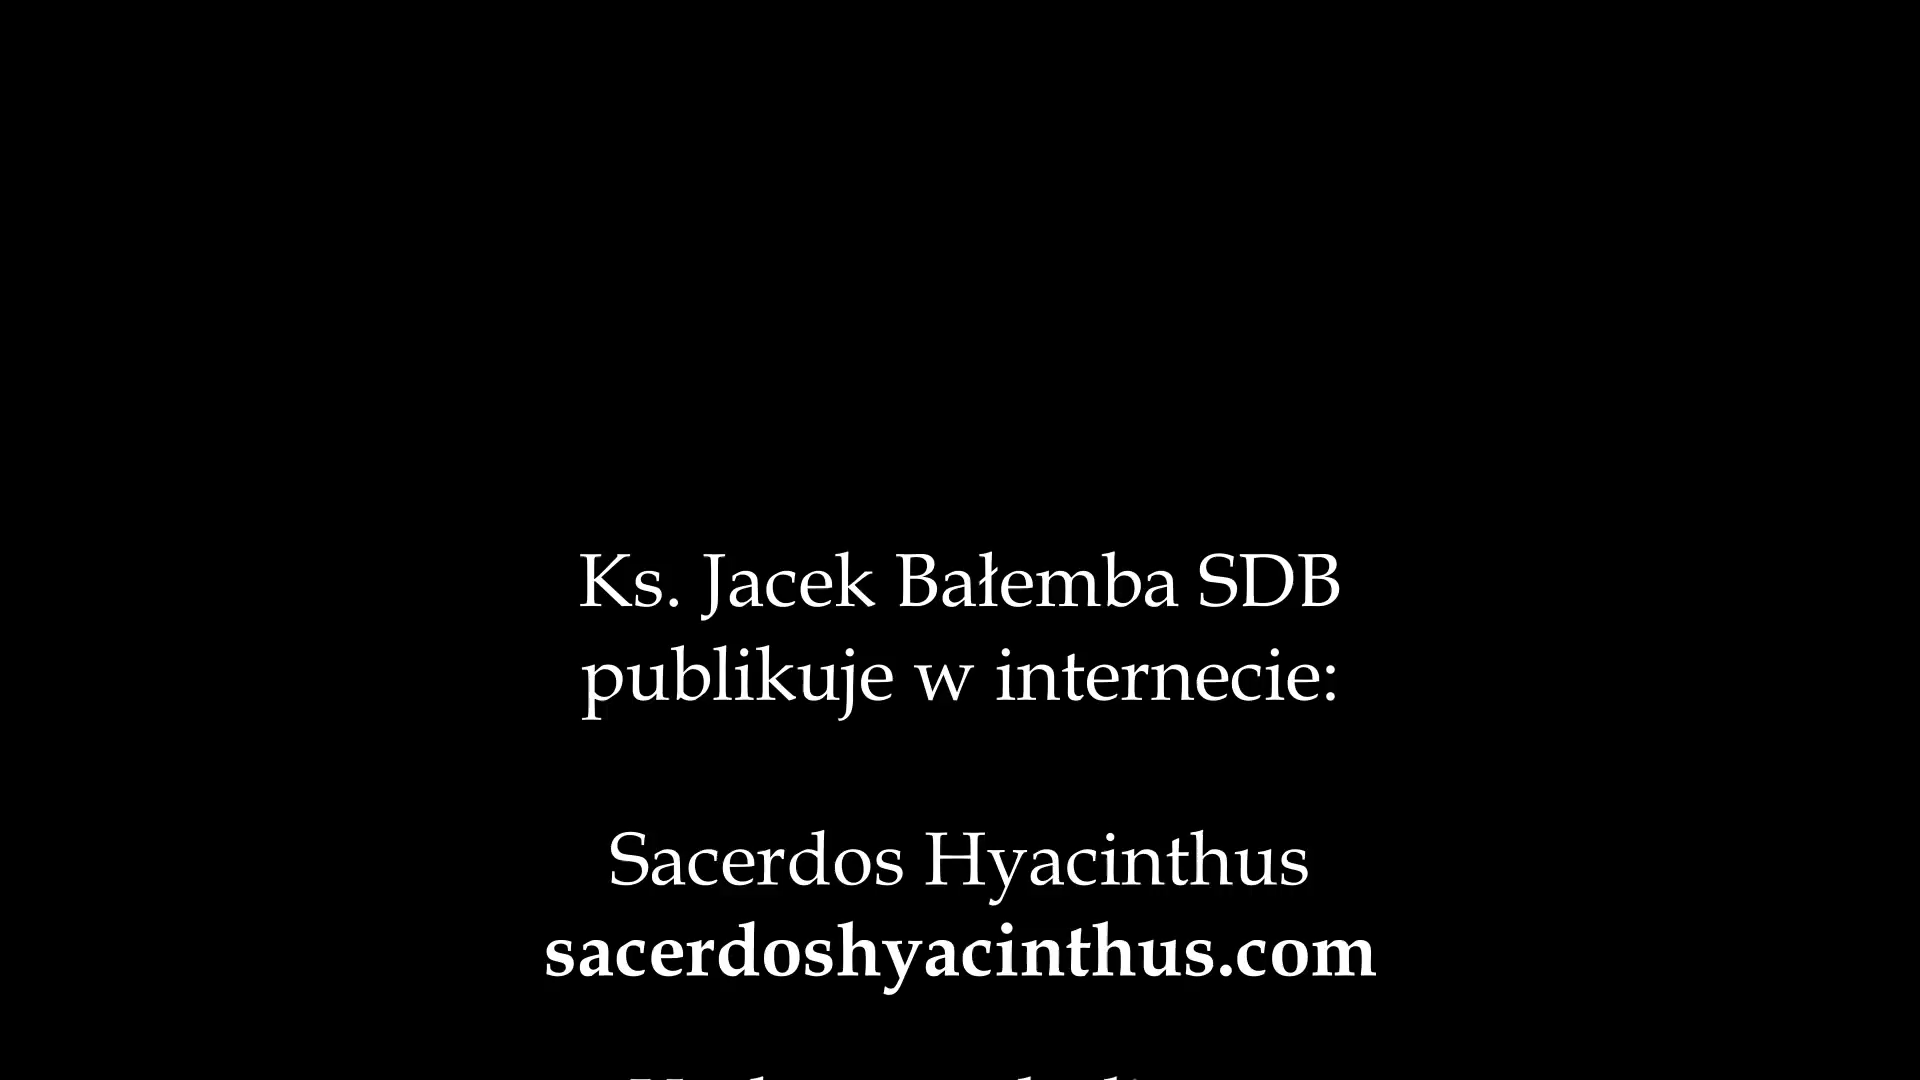 Ks. Jacek Bałemba SDB
publikuje w internecie:
Sacerdos Hyacinthus
sacerdoshyacinthus.com